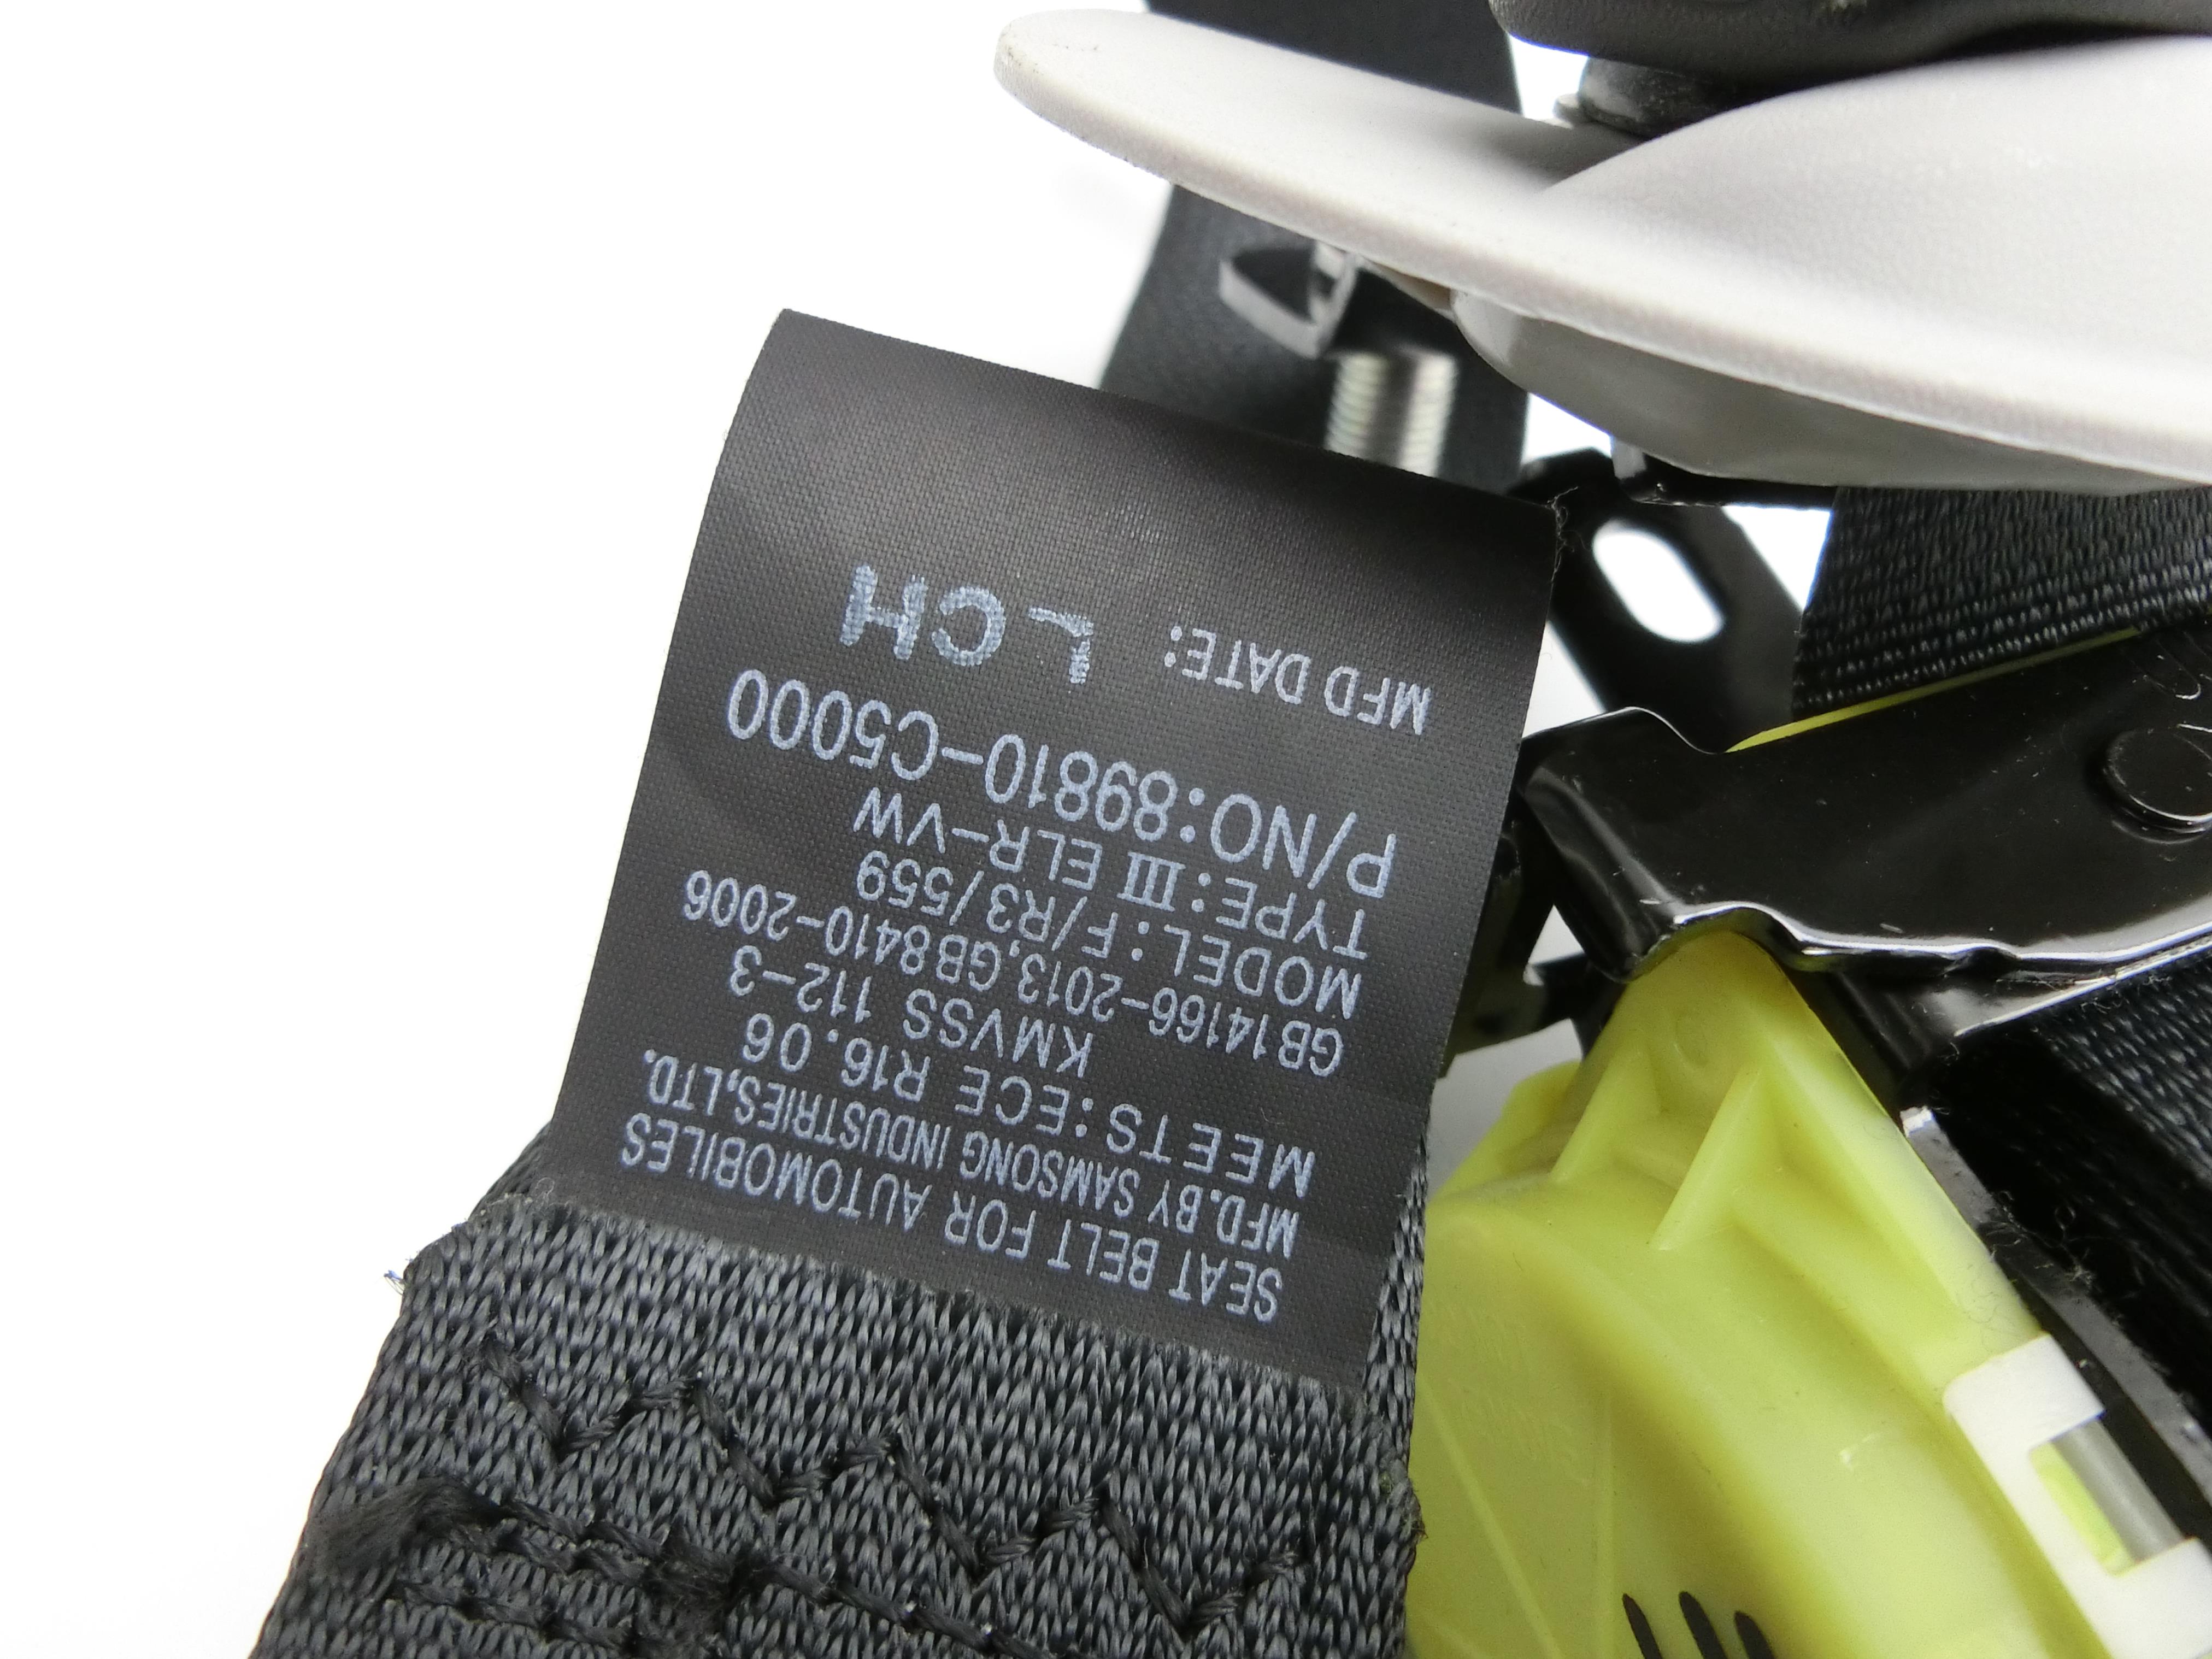 SEAT BELT FOR AUTOMOBILES
MFD.BY SAMSONG INDUSTRIES,LTD.
MEETS:ECE R16.06
KMVSS 112-3
GB14166-2013,GB8410-2006
MODEL:F/R3/559
TYPE:III ELR-VW
P/NO:89810-C5000
MFD DATE: LCH